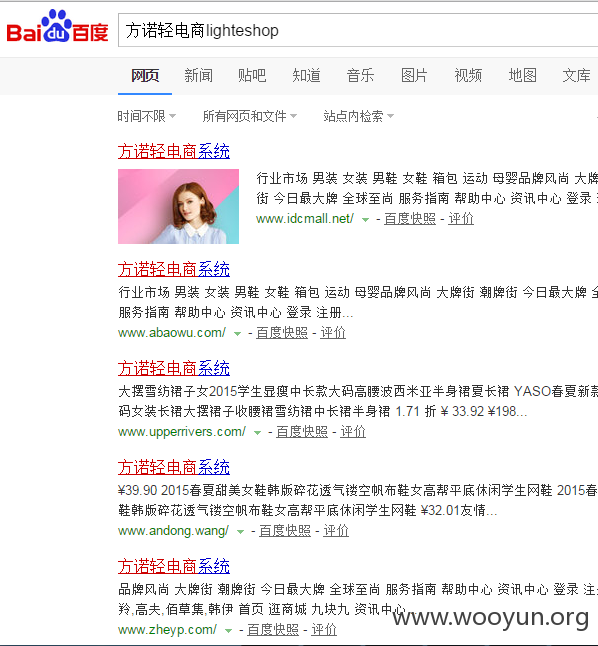 Bai du 百度
方诺轻电商lighteshop
网页 新闻 贴吧 知道 音乐 图片 视频 地图 文库
时间不限 所有网页和文件 站点内检索
方诺轻电商系统
行业市场 男装 女装 男鞋 女鞋 箱包 运动 母婴品牌风尚 大牌
街 今日最大牌 全球至尚 服务指南 帮助中心 资讯中心 登录
www.idcmall.net/ - 百度快照 - 评价
方诺轻电商系统
行业市场 男装 女装 男鞋 女鞋 箱包 运动 母婴品牌风尚 大牌街 潮牌街 今日最大牌 全
服务指南 帮助中心 资讯中心 登录 注册...
www.abaowu.com/ - 百度快照 - 评价
方诺轻电商系统
大摆雪纺裙子女2015学生显瘦中长款大码高腰波西米亚半身裙夏长裙 YASO春夏新款
码女装长裙大摆裙子收腰裙雪纺裙中长裙半身裙 1.71 折 ¥ 33.92 ¥198...
www.upperrivers.com/ - 百度快照 - 评价
方诺轻电商系统
¥39.90 2015春夏甜美女鞋韩版碎花透气镂空帆布鞋女高帮平底休闲学生网鞋 2015春
鞋韩版碎花透气镂空帆布鞋女高帮平底休闲学生网鞋 ¥32.01友情...
www.andong.wang/ - 百度快照 - 评价
方诺轻电商系统
品牌风尚 大牌街 潮牌街 今日最大牌 全球至尚 服务指南 帮助中心 资讯中心 登录 注
羚,高夫,佰草集,韩伊 首页 逛商城 九块九 资讯中心
www.zheyp.com/ - 百度快照 - 评价
www.wooyun.org